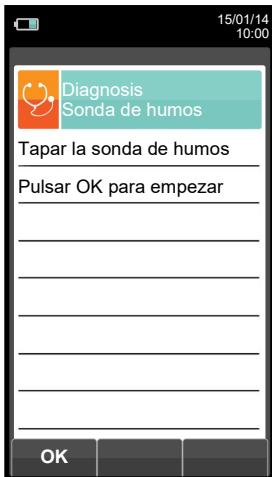 15/01/14
10:00
Diagnosis
Sonda de humos
Tapar la sonda de humos
Pulsar OK para empezar
OK